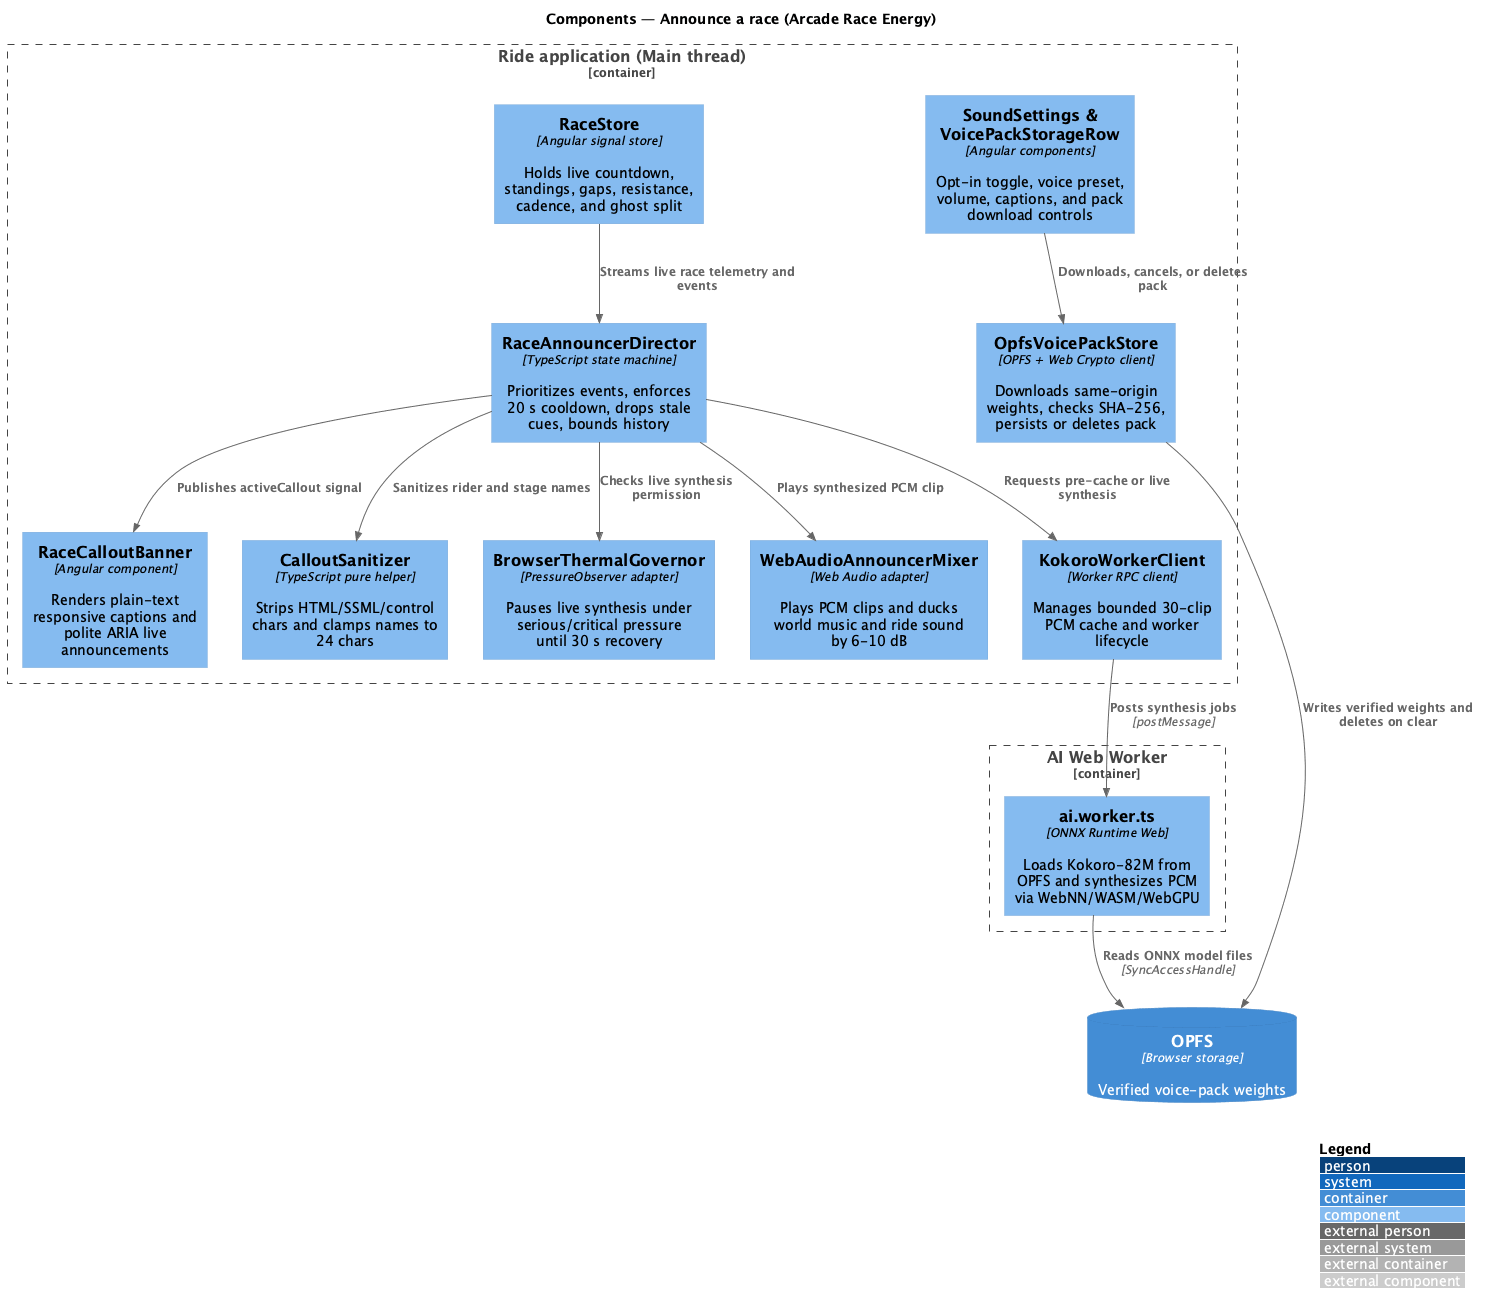 Components — Announce a race (Arcade Race Energy)
Ride application (Main thread)
[container]
RaceStore
[Angular signal store]
Holds live countdown,
standings, gaps, resistance,
cadence, and ghost split
SoundSettings &
VoicePackStorageRow
[Angular components]
Opt-in toggle, voice preset,
volume, captions, and pack
download controls
Streams live race telemetry and
events
Downloads, cancels, or deletes
pack
RaceAnnouncerDirector
[TypeScript state machine]
Prioritizes events, enforces
20 s cooldown, drops stale
cues, bounds history
OpfsVoicePackStore
[OPFS + Web Crypto client]
Downloads same-origin
weights, checks SHA-256,
persists or deletes pack
Publishes activeCallout signal
Sanitizes rider and stage names
Checks live synthesis
permission
Plays synthesized PCM clip
Requests pre-cache or live
synthesis
RaceCalloutBanner
[Angular component]
Renders plain-text
responsive captions and
polite ARIA live
announcements
CalloutSanitizer
[TypeScript pure helper]
Strips HTML/SSML/control
chars and clamps names to
24 chars
BrowserThermalGovernor
[PressureObserver adapter]
Pauses live synthesis under
serious/critical pressure
until 30 s recovery
WebAudioAnnouncerMixer
[Web Audio adapter]
Plays PCM clips and ducks
world music and ride sound
by 6-10 dB
KokoroWorkerClient
[Worker RPC client]
Manages bounded 30-clip
PCM cache and worker
lifecycle
Posts synthesis jobs
[postMessage]
Writes verified weights and
deletes on clear
AI Web Worker
[container]
ai.worker.ts
[ONNX Runtime Web]
Loads Kokoro-82M from
OPFS and synthesizes PCM
via WebNN/WASM/WebGPU
Reads ONNX model files
[SyncAccessHandle]
OPFS
[Browser storage]
Verified voice-pack weights
Legend
person
system
container
component
external person
external system
external container
external component